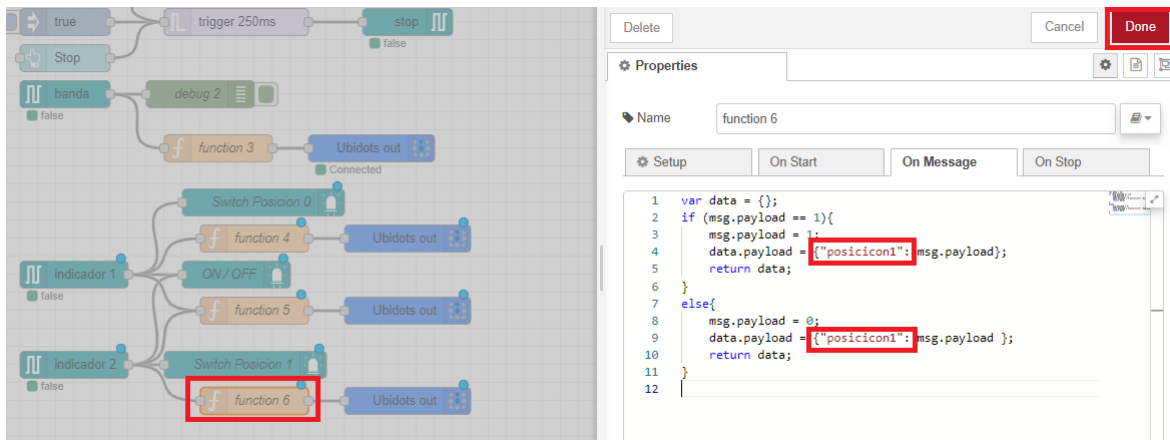 true
trigger 250ms
stop
false
Stop
banda
debug 2
false
function 3
Ubidots out
Connected
Switch Posicion 0
function 4
Ubidots out
indicador 1
ON / OFF
false
function 5
Ubidots out
indicador 2
Switch Posicion 1
false
function 6
Ubidots out
Delete
Cancel
Done
Properties
Name
function 6
Setup
On Start
On Message
On Stop
1 var data = {};
2 if (msg.payload == 1){
3 msg.payload = 1;
4 data.payload = {"posicicon1": msg.payload};
5 return data;
6 }
7 else{
8 msg.payload = 0;
9 data.payload = {"posicicon1": msg.payload };
10 return data;
11 }
12